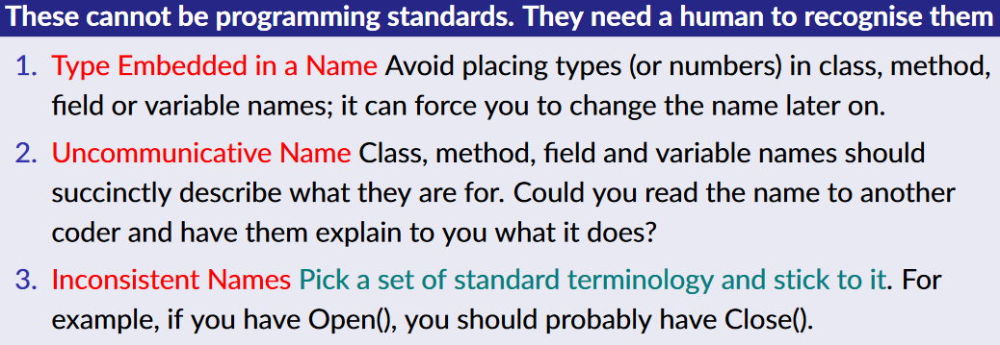 These cannot be programming standards. They need a human to recognise them
1. Type Embedded in a Name Avoid placing types (or numbers) in class, method,
field or variable names; it can force you to change the name later on.
2. Uncommunicative Name Class, method, field and variable names should
succinctly describe what they are for. Could you read the name to another
coder and have them explain to you what it does?
3. Inconsistent Names Pick a set of standard terminology and stick to it. For
example, if you have Open(), you should probably have Close().